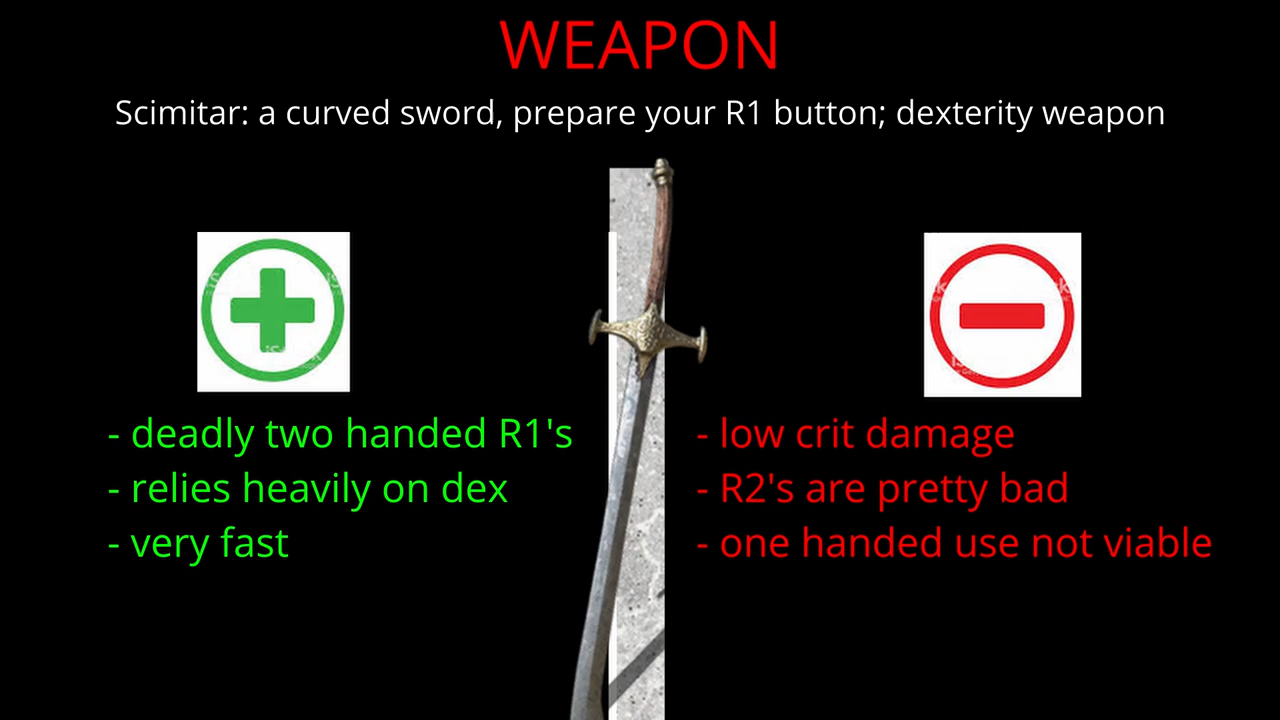 WEAPON
Scimitar: a curved sword, prepare your R1 button; dexterity weapon
- deadly two handed R1's
- relies heavily on dex
- very fast
- low crit damage
- R2's are pretty bad
- one handed use not viable